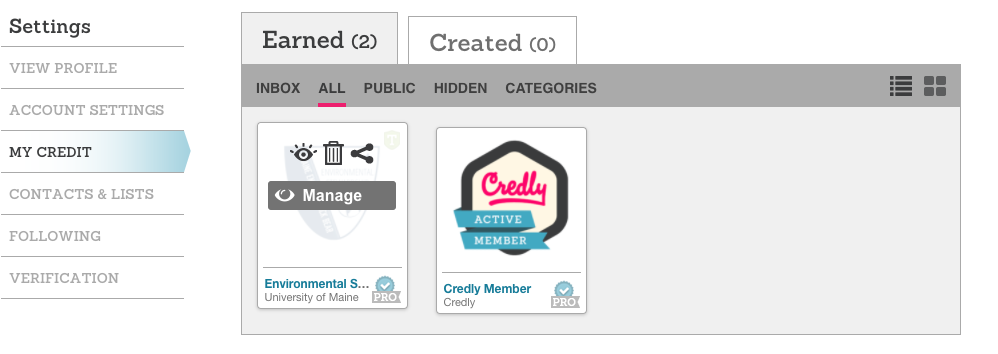 Settings
VIEW PROFILE
ACCOUNT SETTINGS
MY CREDIT
CONTACTS & LISTS
FOLLOWING
VERIFICATION
Earned (2)
Created (0)
INBOX ALL PUBLIC HIDDEN CATEGORIES
Manage
Environmental S...
University of Maine
PRO
Credly
ACTIVE
MEMBER
Credly Member
Credly
PRO